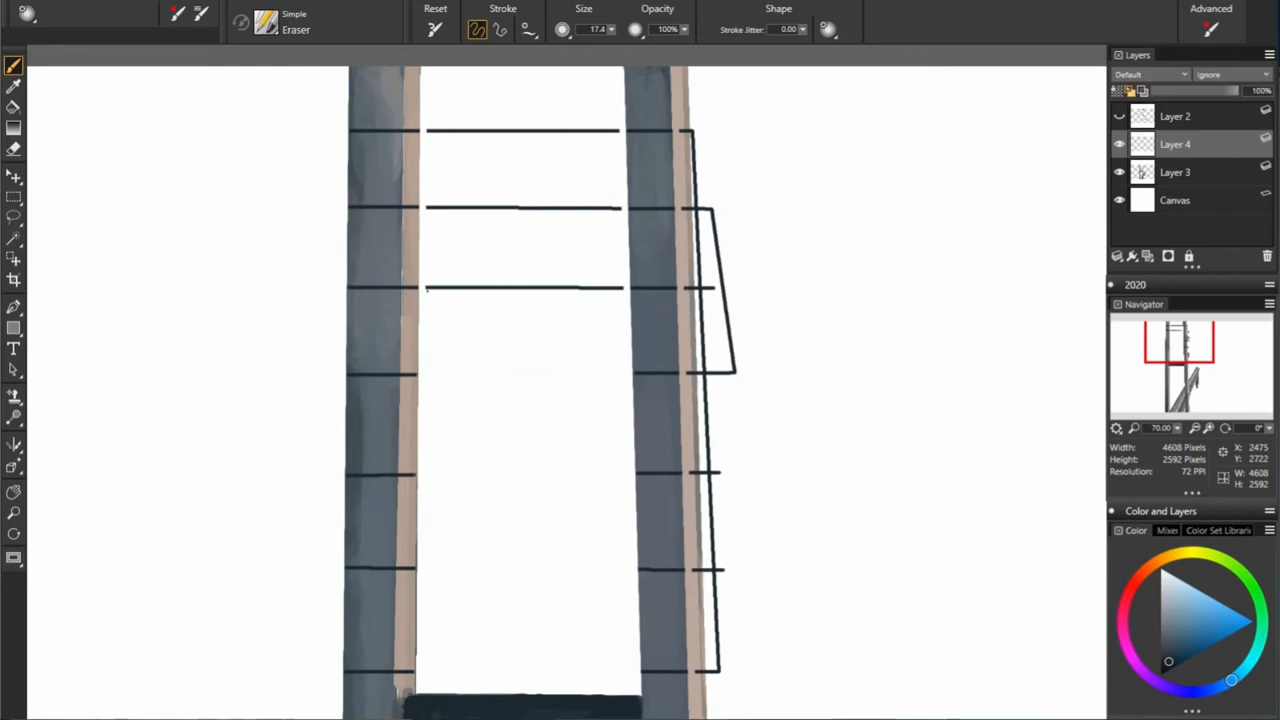 Simple
Eraser
Reset
Stroke
Size
17.4
Opacity
100%
Shape
Stroke Jitter: 0.00
Advanced
Layers
Default Ignore
100%
Layer 2
Layer 4
Layer 3
Canvas
2020
Navigator
70.00 0°
Width: 4608 Pixels
Height: 2592 Pixels
Resolution: 72 PPI
X: 2475
Y: 2722
W: 4608
H: 2592
Color and Layers
Color Mixer Color Set Librari